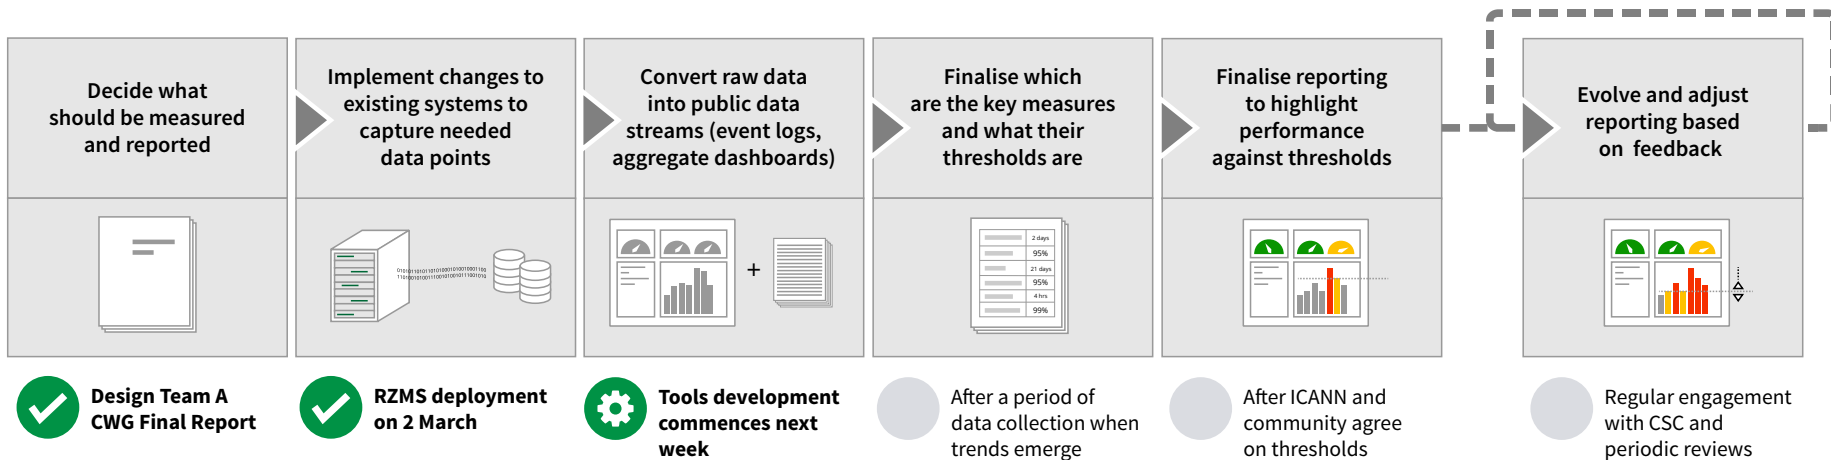 Decide what
should be measured
and reported
Implement changes to
existing systems to
capture needed
data points
Convert raw data
into public data
streams (event logs,
aggregate dashboards)
Finalise which
are the key measures
and what their
thresholds are
Finalise reporting
to highlight
performance
against thresholds
Evolve and adjust
reporting based
on feedback
+
2 days
95%
21 days
95%
4 hrs
99%
Design Team A
CWG Final Report
RZMS deployment
on 2 March
Tools development
commences next
week
After a period of
data collection when
trends emerge
After ICANN and
community agree
on thresholds
Regular engagement
with CSC and
periodic reviews